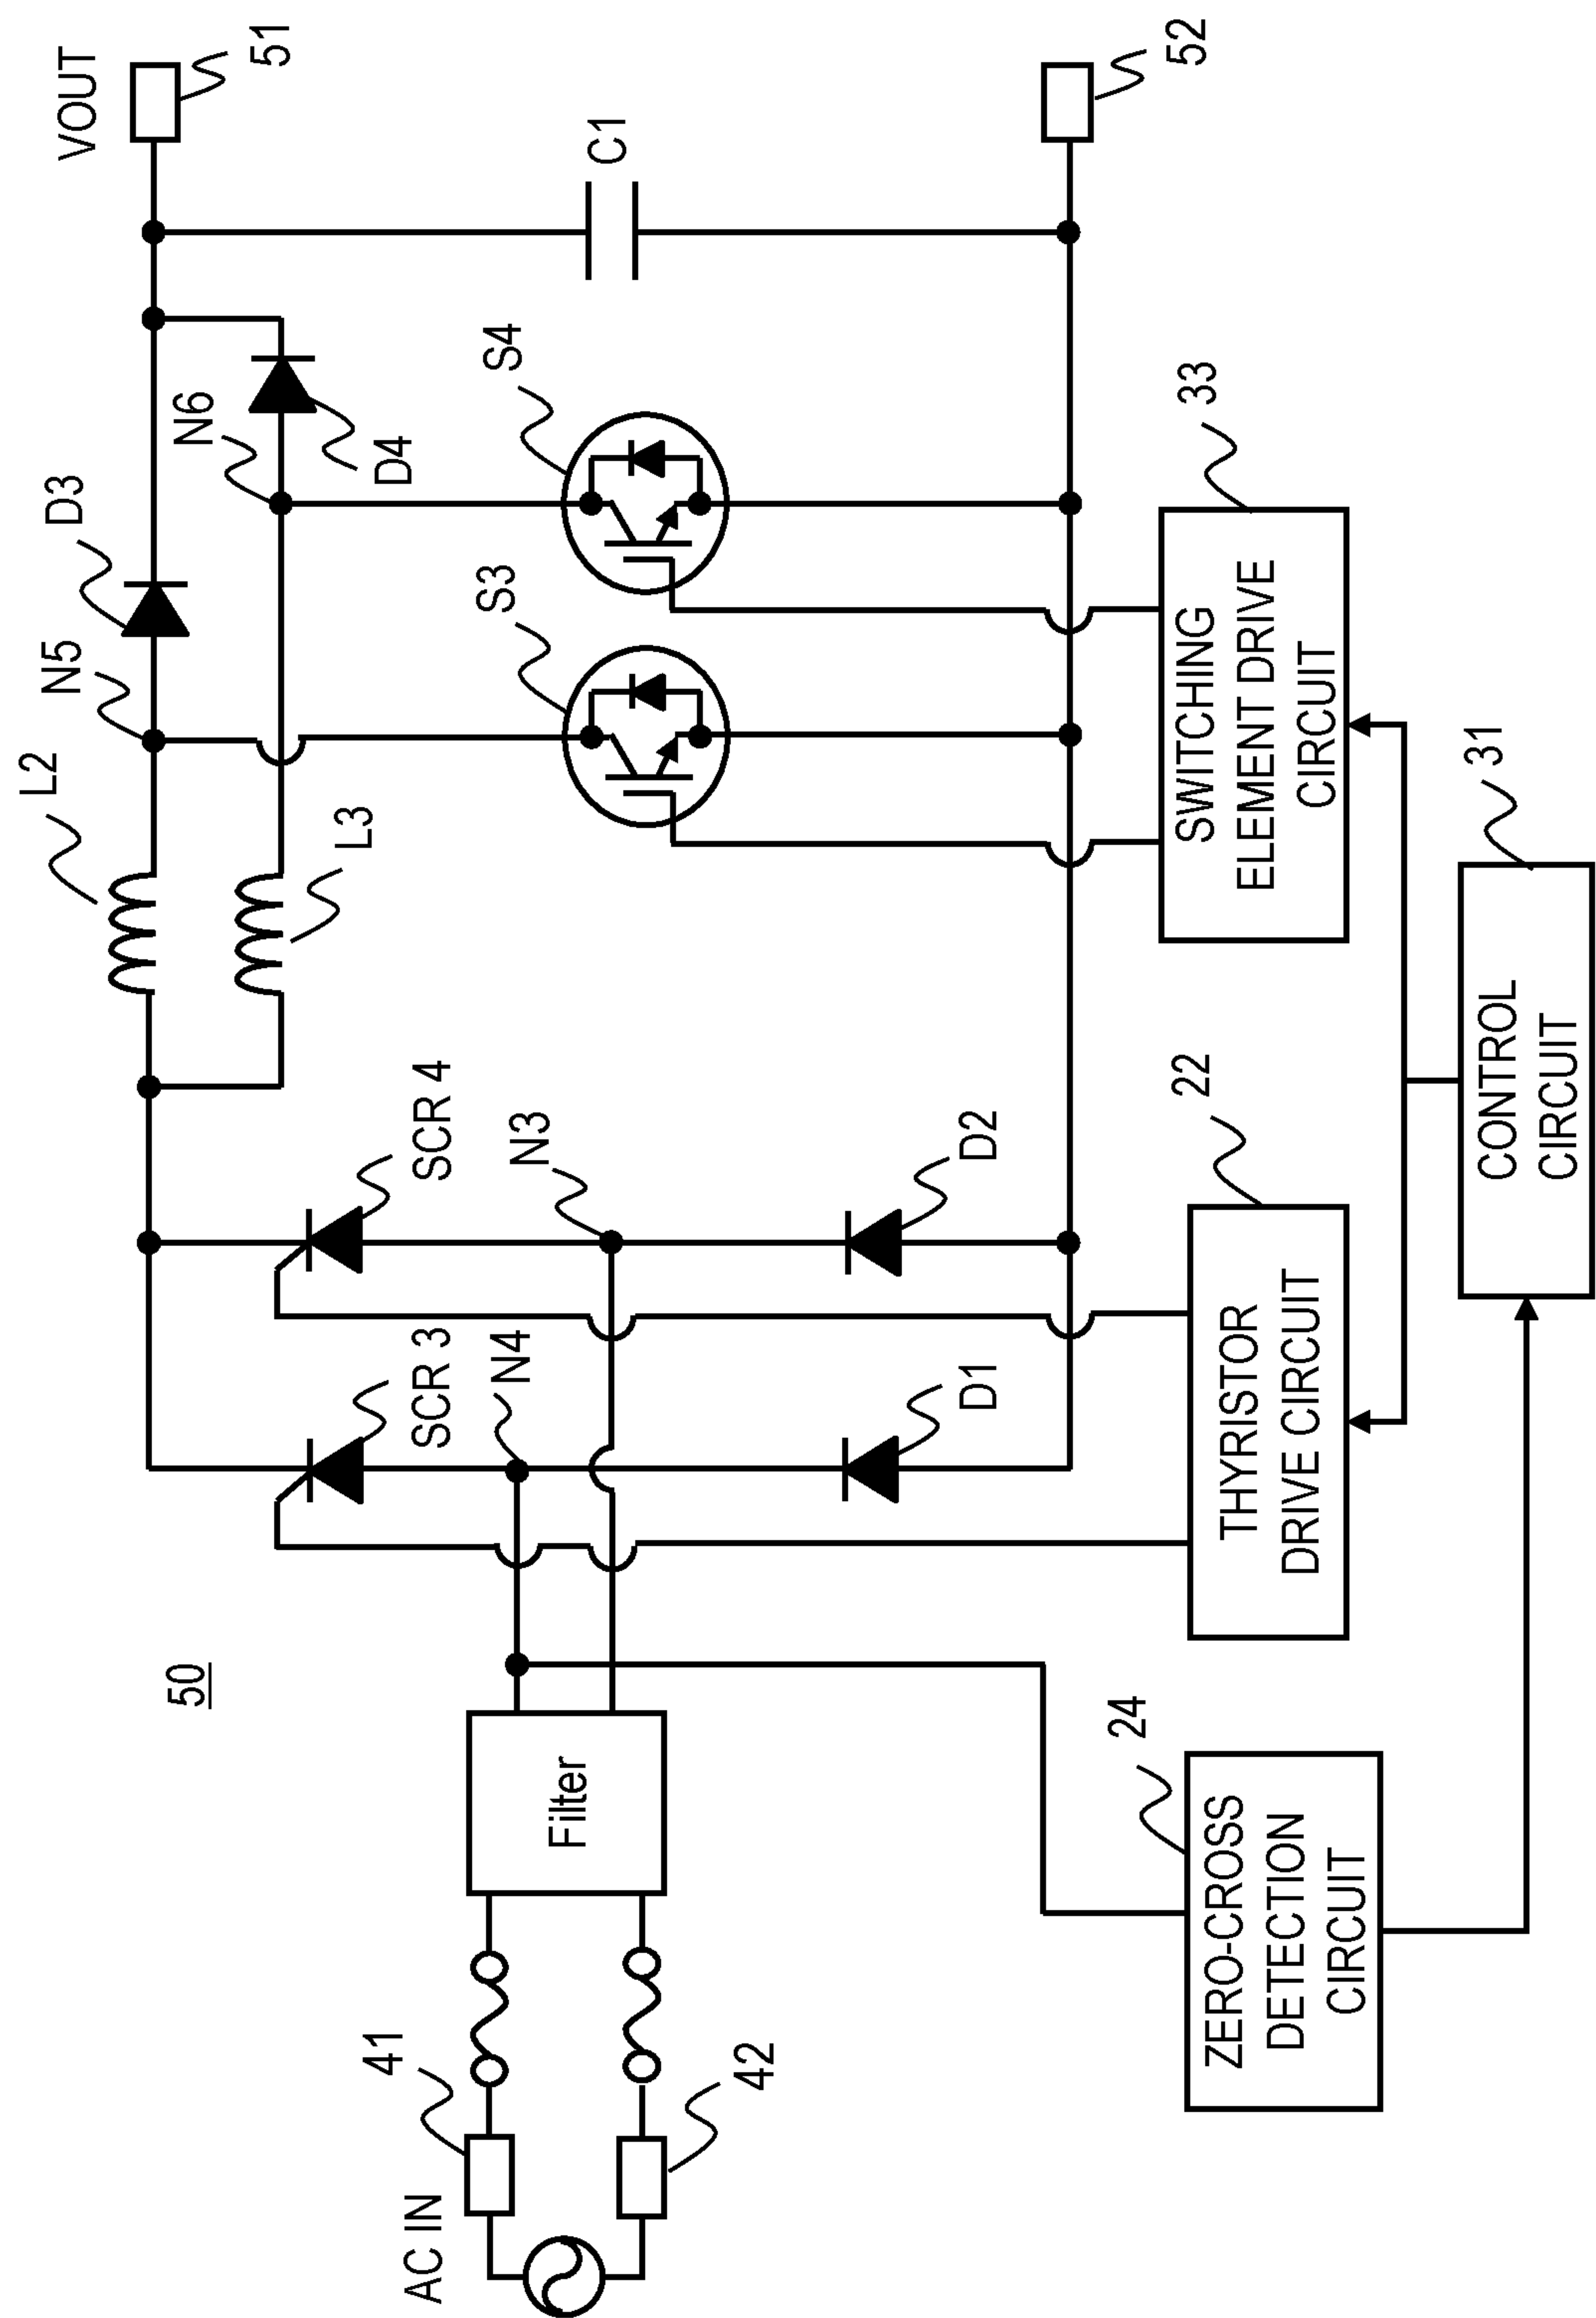 50
AC IN
41
42
Filter
SCR 3
SCR 4
N4
N3
D1
D2
L2
L3
N5
D3
N6
D4
S3
S4
C1
VOUT
51
52
24
ZERO-CROSS
DETECTION
CIRCUIT
22
THYRISTOR
DRIVE CIRCUIT
33
SWITCHING
ELEMENT DRIVE
CIRCUIT
31
CONTROL
CIRCUIT